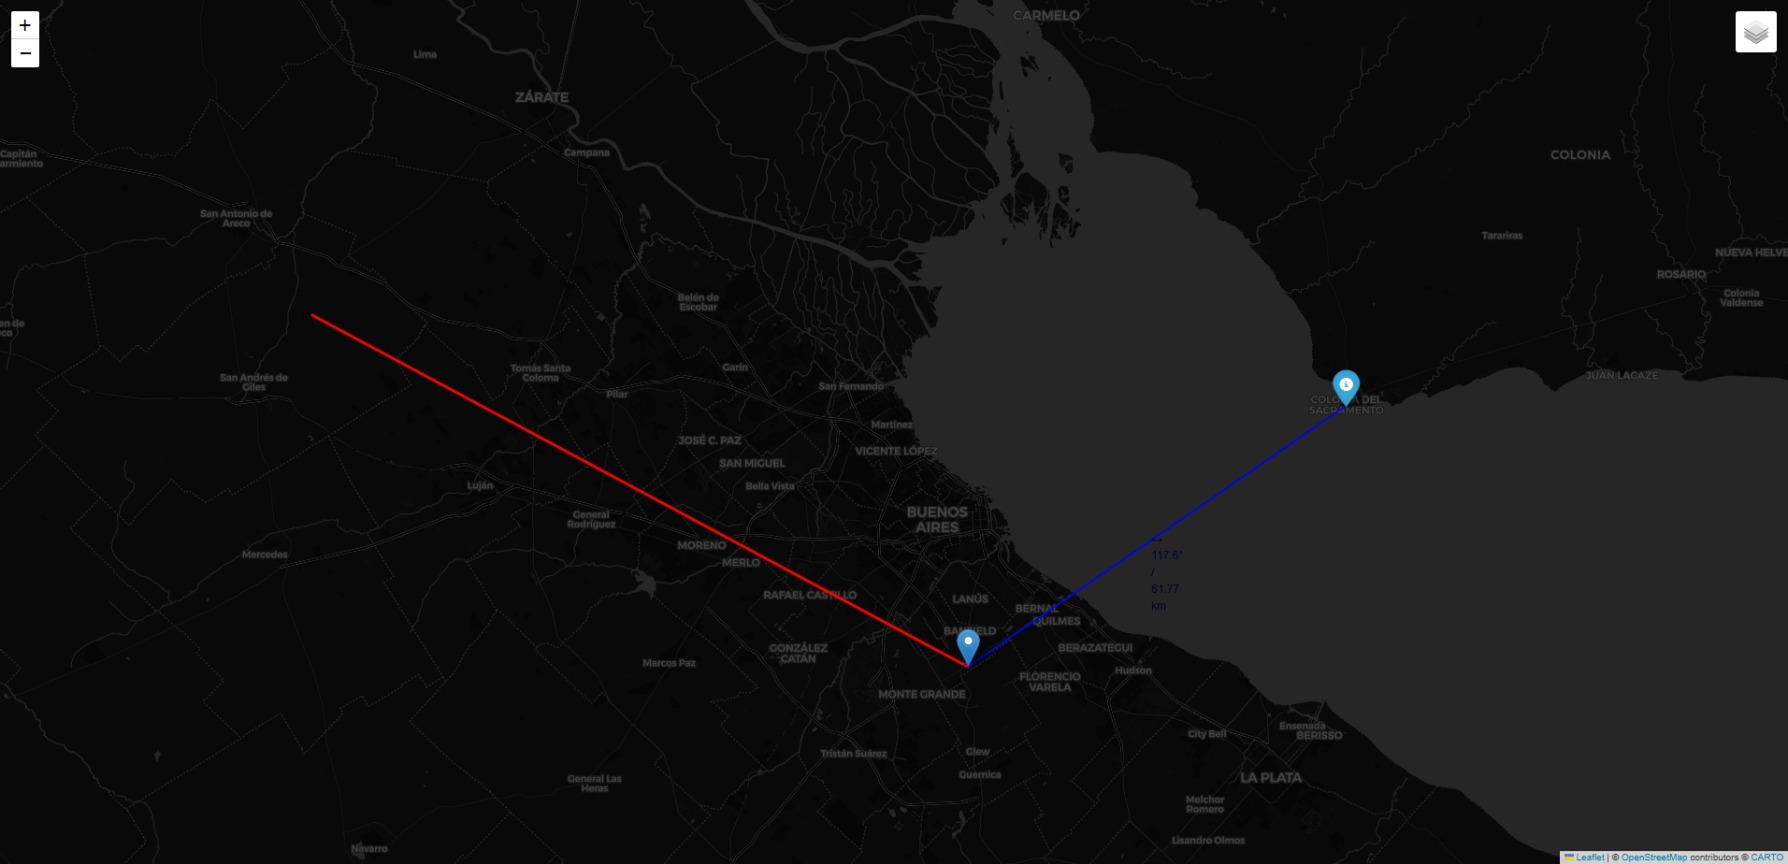 +
−
CARMELO
Lima
ZÁRATE
Campana
Capitán
armiento
COLONIA
San Antonio de
Areco
Tarariras
NUEVA HELVE
ROSARIO
Colonia
Valdense
Belén de
Escobar
en de
co
San Andrés de
Giles
Tomás Santa
Coloma
Garín
San Fernando
Pilar
JUAN LACAZE
COLONIA DEL
SACRAMENTO
Martínez
JOSÉ C. PAZ
VICENTE LÓPEZ
SAN MIGUEL
Bella Vista
Luján
General
Rodríguez
BUENOS
AIRES
MORENO
Mercedes
MERLO
117.6°
/
61.77
km
RAFAEL CASTILLO
LANÚS
BERNAL
QUILMES
BANFIELD
GONZÁLEZ
CATÁN
BERAZATEGUI
Marcos Paz
Hudson
FLORENCIO
VARELA
MONTE GRANDE
Ensenada
BERISSO
City Bell
Tristán Suárez
Glew
Guernica
General Las
Heras
LA PLATA
Melchor
Romero
Lisandro Olmos
Navarro
Leaflet | © OpenStreetMap contributors © CARTO